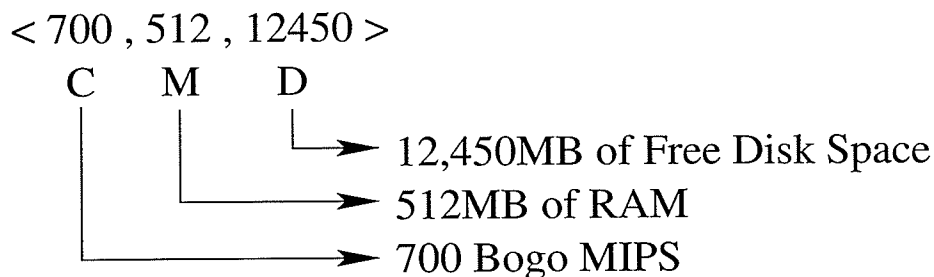 < 700 , 512 , 12450 >
C M D
12,450MB of Free Disk Space
512MB of RAM
700 Bogo MIPS